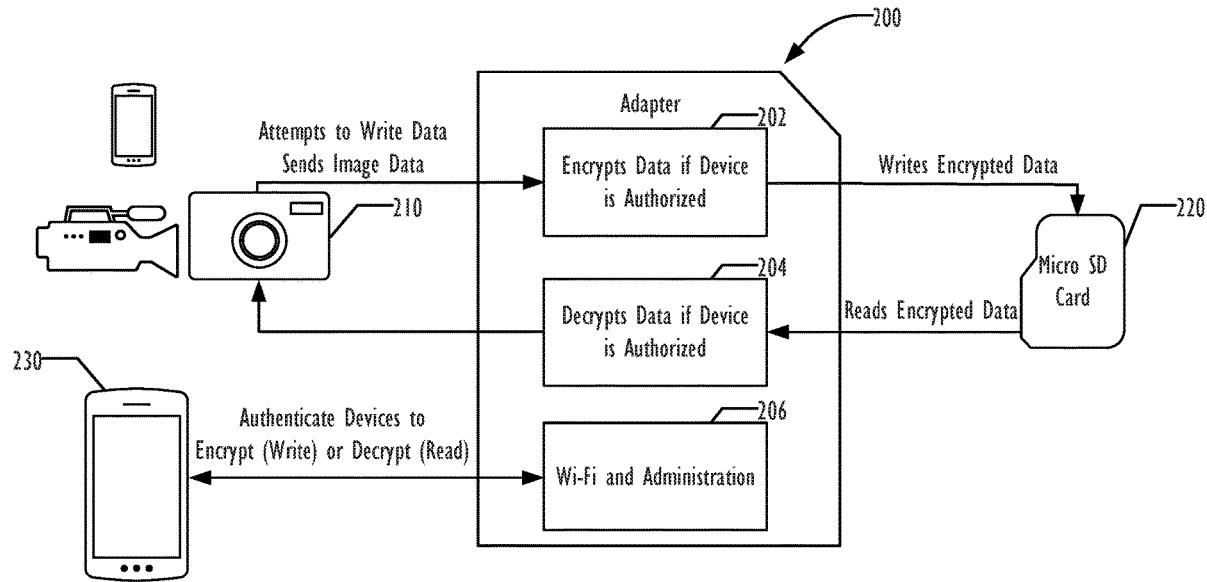 200
Adapter
202
Attempts to Write Data
Sends Image Data
Encrypts Data if Device
is Authorized
Writes Encrypted Data
210
220
204
Micro SD
Card
Decrypts Data if Device
is Authorized
Reads Encrypted Data
230
206
Authenticate Devices to
Encrypt (Write) or Decrypt (Read)
Wi-Fi and Administration